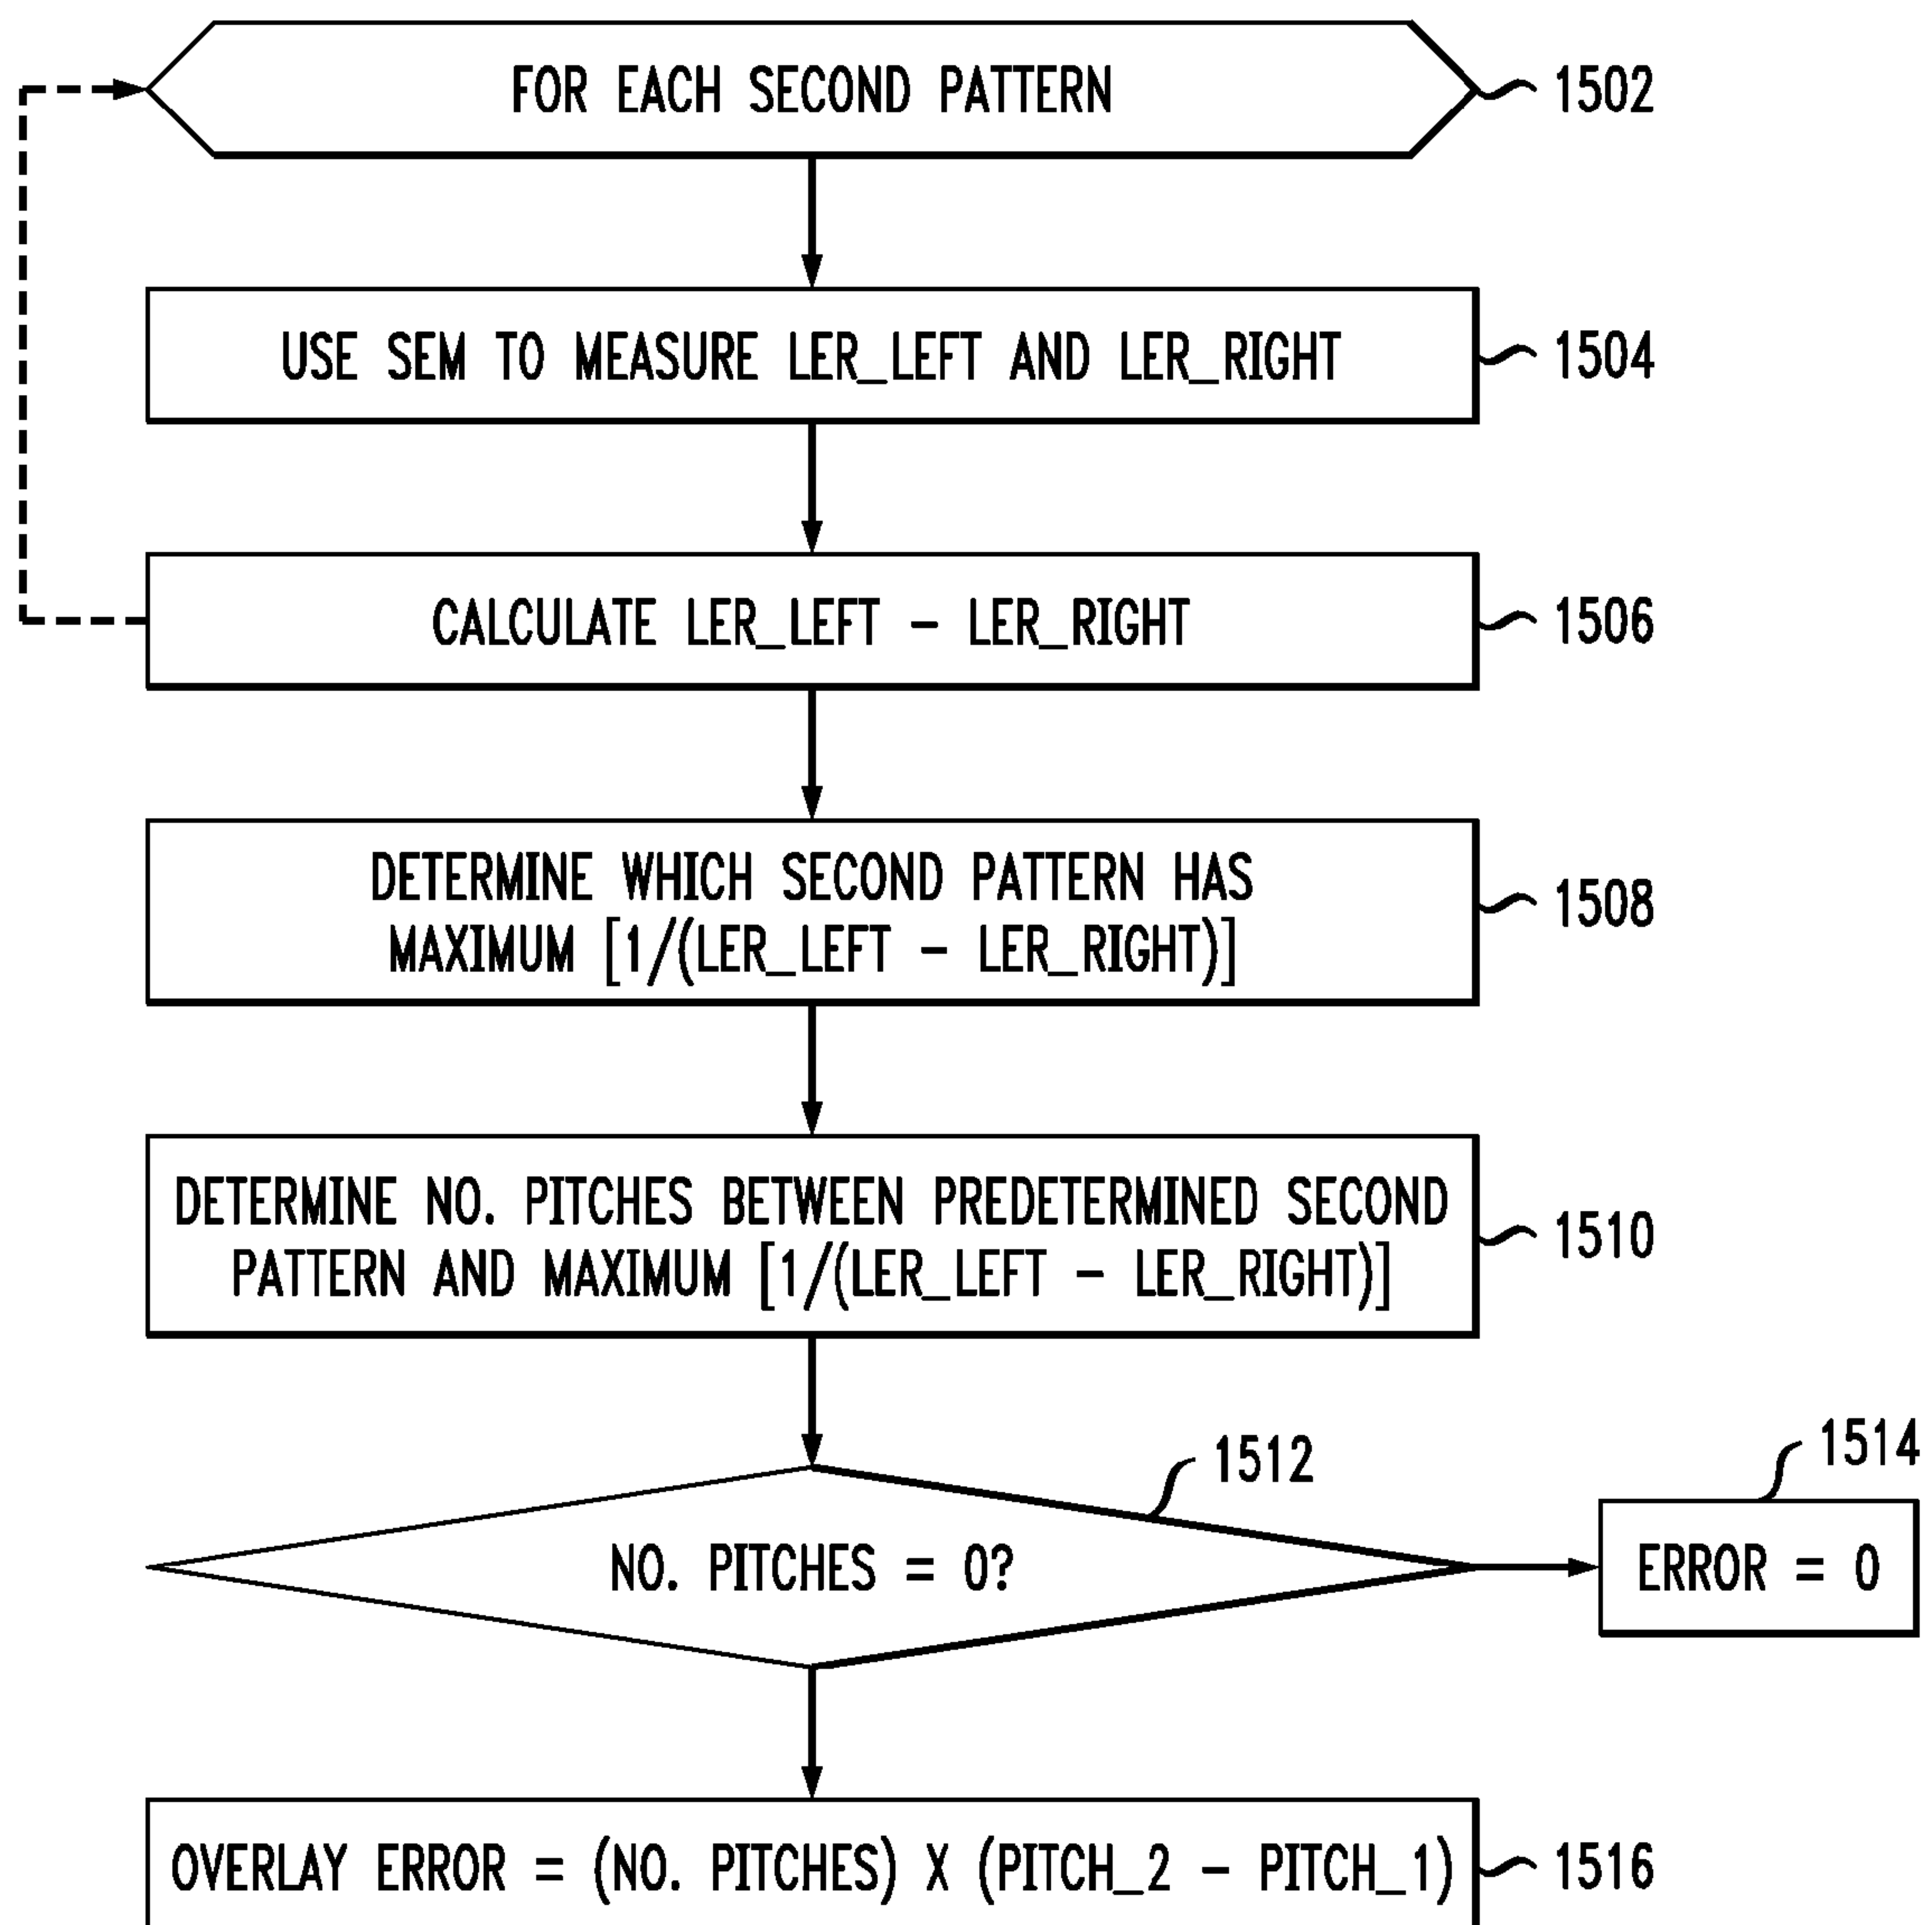 FOR EACH SECOND PATTERN
1502
USE SEM TO MEASURE LER_LEFT AND LER_RIGHT
1504
CALCULATE LER_LEFT - LER_RIGHT
1506
DETERMINE WHICH SECOND PATTERN HAS
MAXIMUM [1/(LER_LEFT - LER_RIGHT)]
1508
DETERMINE NO. PITCHES BETWEEN PREDETERMINED SECOND
PATTERN AND MAXIMUM [1/(LER_LEFT - LER_RIGHT)]
1510
NO. PITCHES = 0?
1512
1514
ERROR = 0
OVERLAY ERROR = (NO. PITCHES) X (PITCH_2 - PITCH_1)
1516